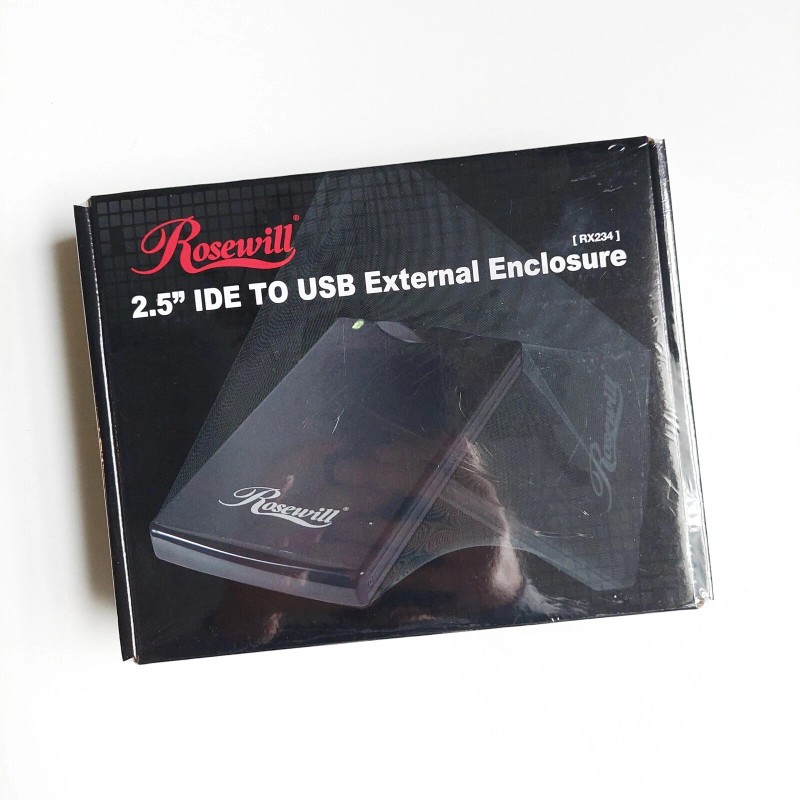 Rosewill®
[ RX234 ]
2.5” IDE TO USB External Enclosure
Rosewill®
Rosewill